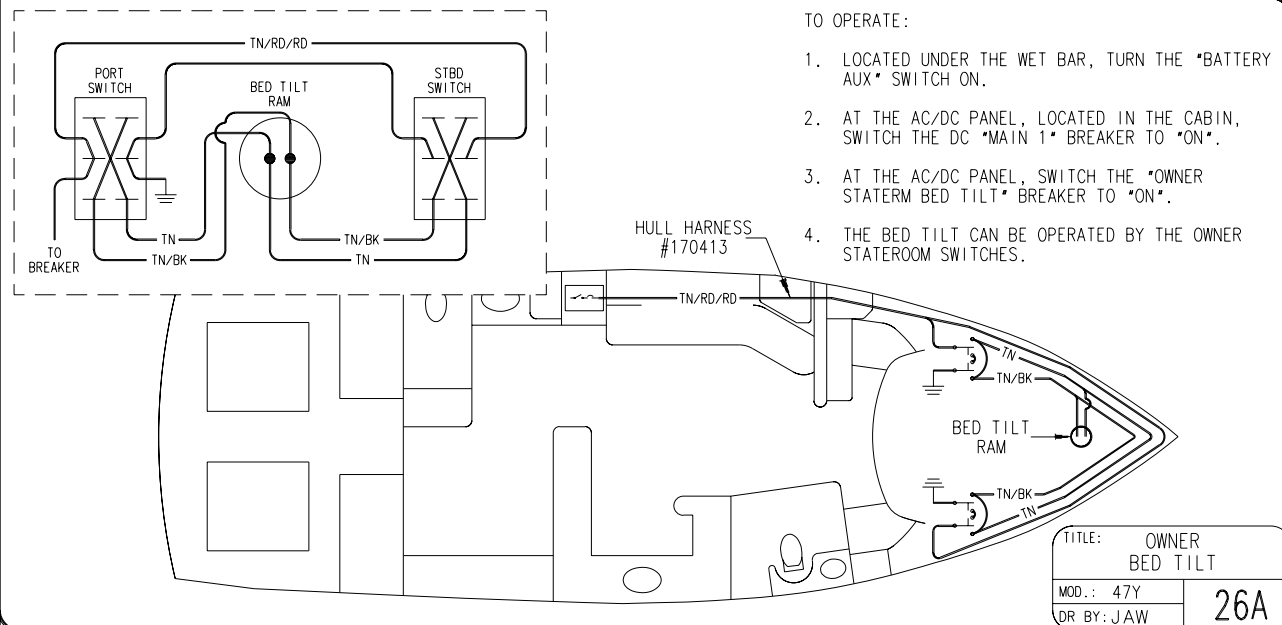 TN/RD/RD
PORT
SWITCH
BED TILT
RAM
STBD
SWITCH
TN
TN/BK
TN/BK
TN
TO
BREAKER
TO OPERATE:
1. LOCATED UNDER THE WET BAR, TURN THE "BATTERY
AUX" SWITCH ON.
2. AT THE AC/DC PANEL, LOCATED IN THE CABIN,
SWITCH THE DC "MAIN 1" BREAKER TO "ON".
3. AT THE AC/DC PANEL, SWITCH THE "OWNER
STATERM BED TILT" BREAKER TO "ON".
4. THE BED TILT CAN BE OPERATED BY THE OWNER
STATEROOM SWITCHES.
HULL HARNESS
#170413
TN/RD/RD
TN
TN/BK
BED TILT
RAM
TN/BK
TN
TITLE: OWNER
BED TILT
MOD.: 47Y
DR BY: JAW
26A